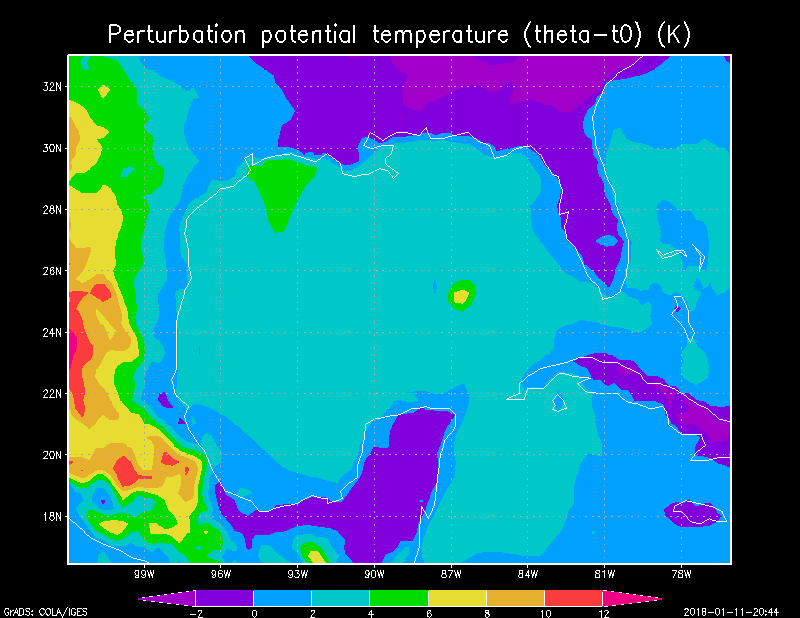 Perturbation potential temperature (theta-t0) (K)
32N
30N
28N
26N
24N
22N
20N
18N
99W 96W 93W 90W 87W 84W 81W 78W
-2 0 2 4 6 8 10 12
GrADS: COLA/IGES 2018-01-11-20:44